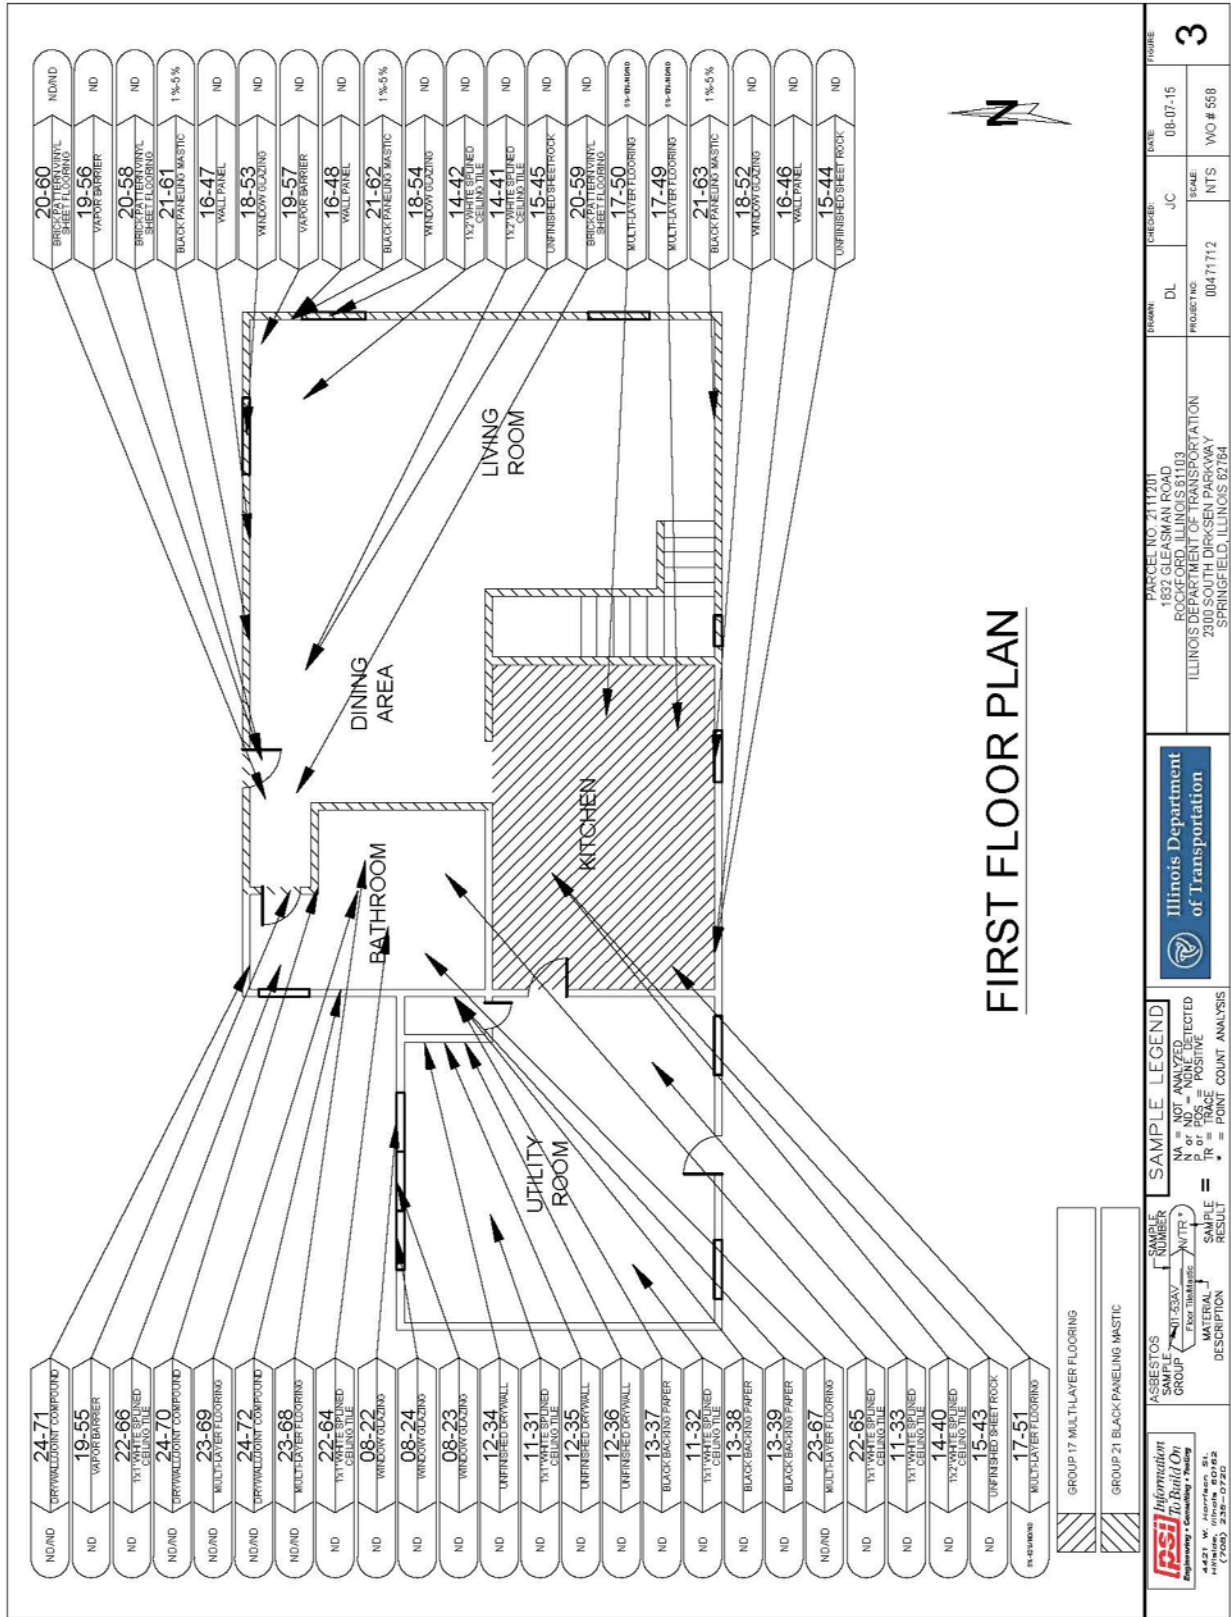 24-71
DRYWALL/JOINT COMPOUND
ND/ND
19-55
VAPOR BARRIER
ND
22-66
1'X1' WHITE SPLINED
CEILING TILE
ND
24-70
DRYWALL/JOINT COMPOUND
ND/ND
23-69
MULTI-LAYER FLOORING
ND/ND
24-72
DRYWALL/JOINT COMPOUND
ND/ND
23-68
MULTI-LAYER FLOORING
ND/ND
22-64
1'X1' WHITE SPLINED
CEILING TILE
ND
08-22
WINDOW GLAZING
ND
08-24
WINDOW GLAZING
ND
08-23
WINDOW GLAZING
ND
12-34
UNFINISHED DRYWALL
ND
11-31
1'X1' WHITE SPLINED
CEILING TILE
ND
12-35
UNFINISHED DRYWALL
ND
12-36
UNFINISHED DRYWALL
ND
13-37
BLACK BACKING PAPER
ND
11-32
1'X1' WHITE SPLINED
CEILING TILE
ND
13-38
BLACK BACKING PAPER
ND
13-39
BLACK BACKING PAPER
ND
23-67
MULTI-LAYER FLOORING
ND/ND
22-65
1'X1' WHITE SPLINED
CEILING TILE
ND
11-33
1'X1' WHITE SPLINED
CEILING TILE
ND
14-40
1'X2' WHITE SPLINED
CEILING TILE
ND
15-43
UNFINISHED SHEET ROCK
ND
17-51
MULTI-LAYER FLOORING
20-60
BRICK PATTERN VINYL
SHEET FLOORING
ND/ND
19-56
VAPOR BARRIER
ND
20-58
BRICK PATTERN VINYL
SHEET FLOORING
ND
21-61
BLACK PANELING MASTIC
1%-5%
16-47
WALL PANEL
ND
18-53
WINDOW GLAZING
ND
19-57
VAPOR BARRIER
ND
16-48
WALL PANEL
ND
21-62
BLACK PANELING MASTIC
1%-5%
18-54
WINDOW GLAZING
ND
14-42
1'X2' WHITE SPLINED
CEILING TILE
ND
14-41
1'X2' WHITE SPLINED
CEILING TILE
ND
15-45
UNFINISHED SHEETROCK
ND
20-59
BRICK PATTERN VINYL
SHEET FLOORING
ND
17-50
MULTI-LAYER FLOORING
17-49
MULTI-LAYER FLOORING
21-63
BLACK PANELING MASTIC
1%-5%
18-52
WINDOW GLAZING
ND
16-46
WALL PANEL
ND
15-44
UNFINISHED SHEET ROCK
ND
BATHROOM
DINING
AREA
LIVING
ROOM
UTILITY
ROOM
KITCHEN
N
FIRST FLOOR PLAN
GROUP 17 MULTI-LAYER FLOORING
GROUP 21 BLACK PANELING MASTIC
psi Information
To Build On
Engineering • Consulting • Testing
4421 W. Harrison St.
Hillside, Illinois 60162
(708) 236-0720
ASBESTOS
SAMPLE
GROUP
SAMPLE
NUMBER
01-53AV
Floor Tile/Mastic
N/TR *
MATERIAL
DESCRIPTION
SAMPLE
RESULT
=
SAMPLE LEGEND
NA = NOT ANALYZED
N or ND = NONE DETECTED
P or POS = POSITIVE
TR = TRACE
* = POINT COUNT ANALYSIS
Illinois Department
of Transportation
PARCEL NO. 2111201
1832 GLEASMAN ROAD
ROCKFORD, ILLINOIS 61103
ILLINOIS DEPARTMENT OF TRANSPORTATION
2300 SOUTH DIRKSEN PARKWAY
SPRINGFIELD, ILLINOIS 62764
DRAWN: DL
CHECKED: JC
DATE: 08-07-15
FIGURE: 3
PROJECT NO: 00471712
SCALE: NTS
WO # 558